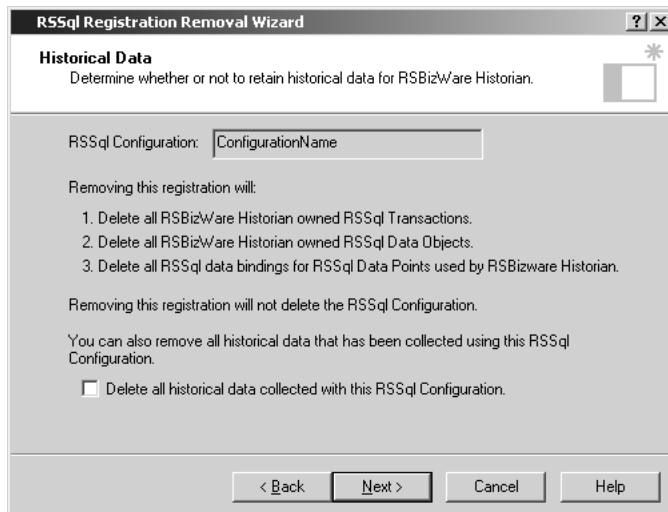 RSSql Registration Removal Wizard
Historical Data
Determine whether or not to retain historical data for RSBizWare Historian.
RSSql Configuration: ConfigurationName
Removing this registration will:
1. Delete all RSBizWare Historian owned RSSql Transactions.
2. Delete all RSBizWare Historian owned RSSql Data Objects.
3. Delete all RSSql data bindings for RSSql Data Points used by RSBizware Historian.
Removing this registration will not delete the RSSql Configuration.
You can also remove all historical data that has been collected using this RSSql
Configuration.
Delete all historical data collected with this RSSql Configuration.
< Back Next > Cancel Help